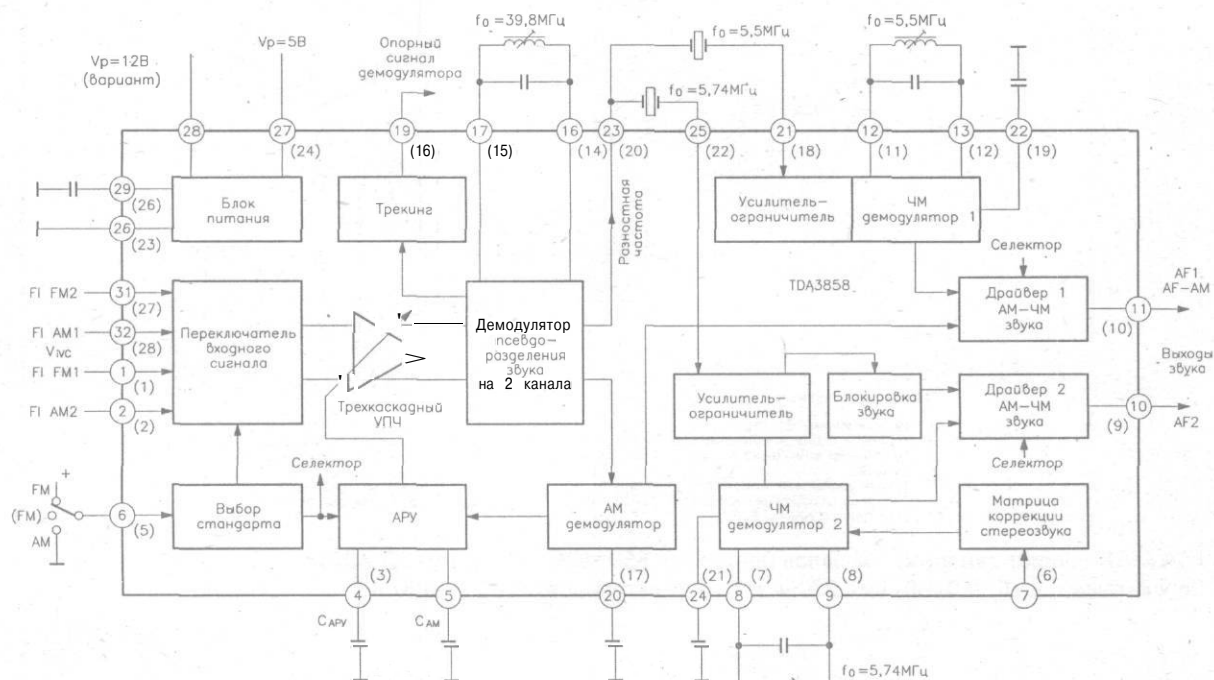 f₀=39,8МГц
f₀=5,5МГц
f₀=5,5МГц
Vp=5В
Vp=12В
(вариант)
Опорный
сигнал
демодулятора
f₀=5,74МГц
28
27
19
17
16
23
25
21
12
13
22
(24)
(16)
(15)
(14)
(20)
(22)
(18)
(11)
(12)
(19)
29
(26)
26
(23)
Блок
питания
Трекинг
Разностная
частота
Усилитель-
ограничитель
ЧМ
демодулятор 1
Селектор
TDA3858
FI FM2
31
(27)
FI AM1
32
(28)
VIVC
FI FM1
1
(1)
FI AM2
2
(2)
Переключатель
входного
сигнала
Трехкаскадный
УПЧ
Демодулятор
псевдо-
разделения
звука
на 2 канала
Драйвер 1
АМ-ЧМ
звука
11
(10)
AF1
AF-AM
Выходы
звука
Усилитель-
ограничитель
Блокировка
звука
Драйвер 2
АМ-ЧМ
звука
10
(9)
AF2
Селектор
Селектор
+
FM
(FM)
AM
6
(5)
Выбор
стандарта
АРУ
АМ
демодулятор
ЧМ
демодулятор 2
Матрица
коррекции
стереозвука
(3)
(17)
(21)
(7)
(8)
(6)
4
5
20
24
8
9
7
CАРУ
CАМ
f₀=5,74МГц